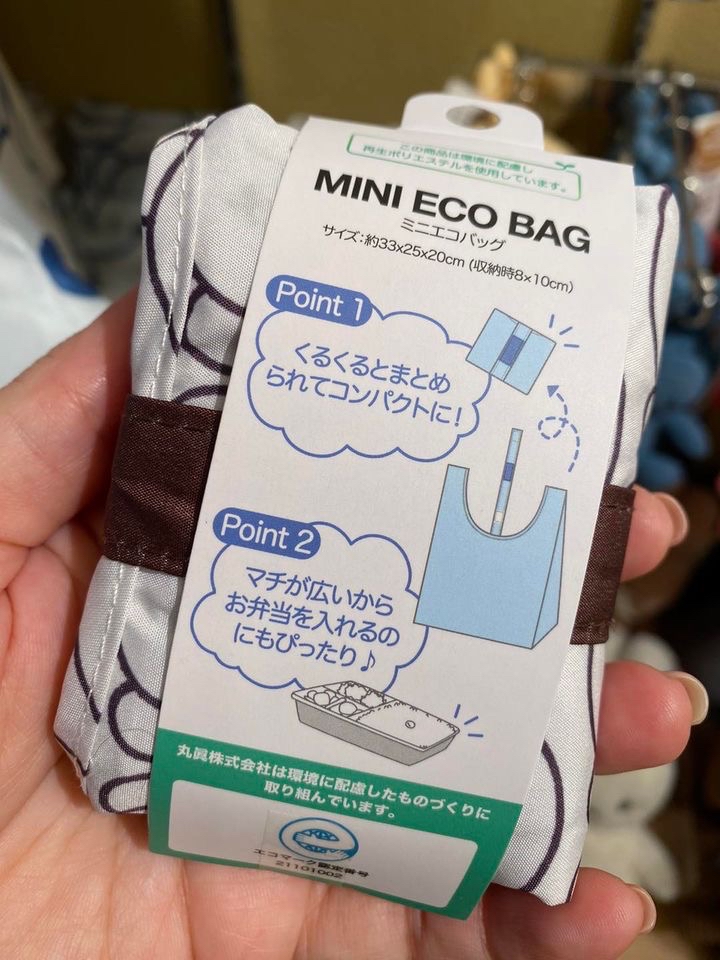 この商品は環境に配慮し
再生ポリエステルを使用しています。
MINI ECO BAG
ミニエコバッグ
サイズ：約33x25x20cm (収納時8×10cm)
Point 1
くるくるとまとめ
られてコンパクトに！
Point 2
マチが広いから
お弁当を入れるの
にもぴったり♪
丸眞株式会社は環境に配慮したものづくりに
取り組んでいます。
エコマーク認定番号
21101002